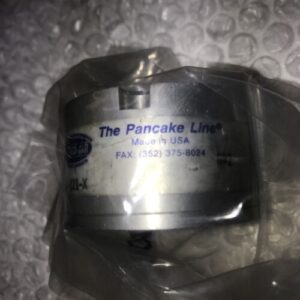 The Pancake Line®
Made in USA
FAX: (352) 375-8024